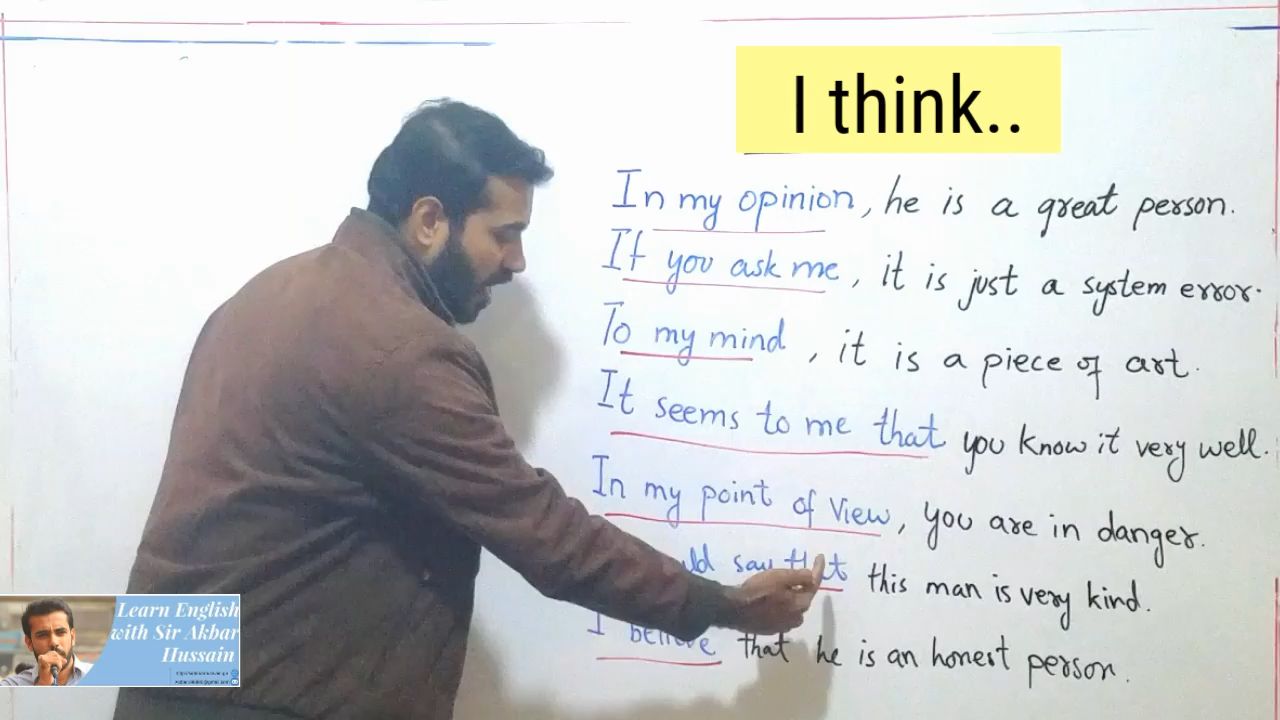 I think..
In my opinion, he is a great person.
If you ask me, it is just a system error.
To my mind, it is a piece of art.
It seems to me that you know it very well.
In my point of view, you are in danger.
say that this man is very kind.
I believe that he is an honest person.
Learn English
with Sir Akbar
Hussain